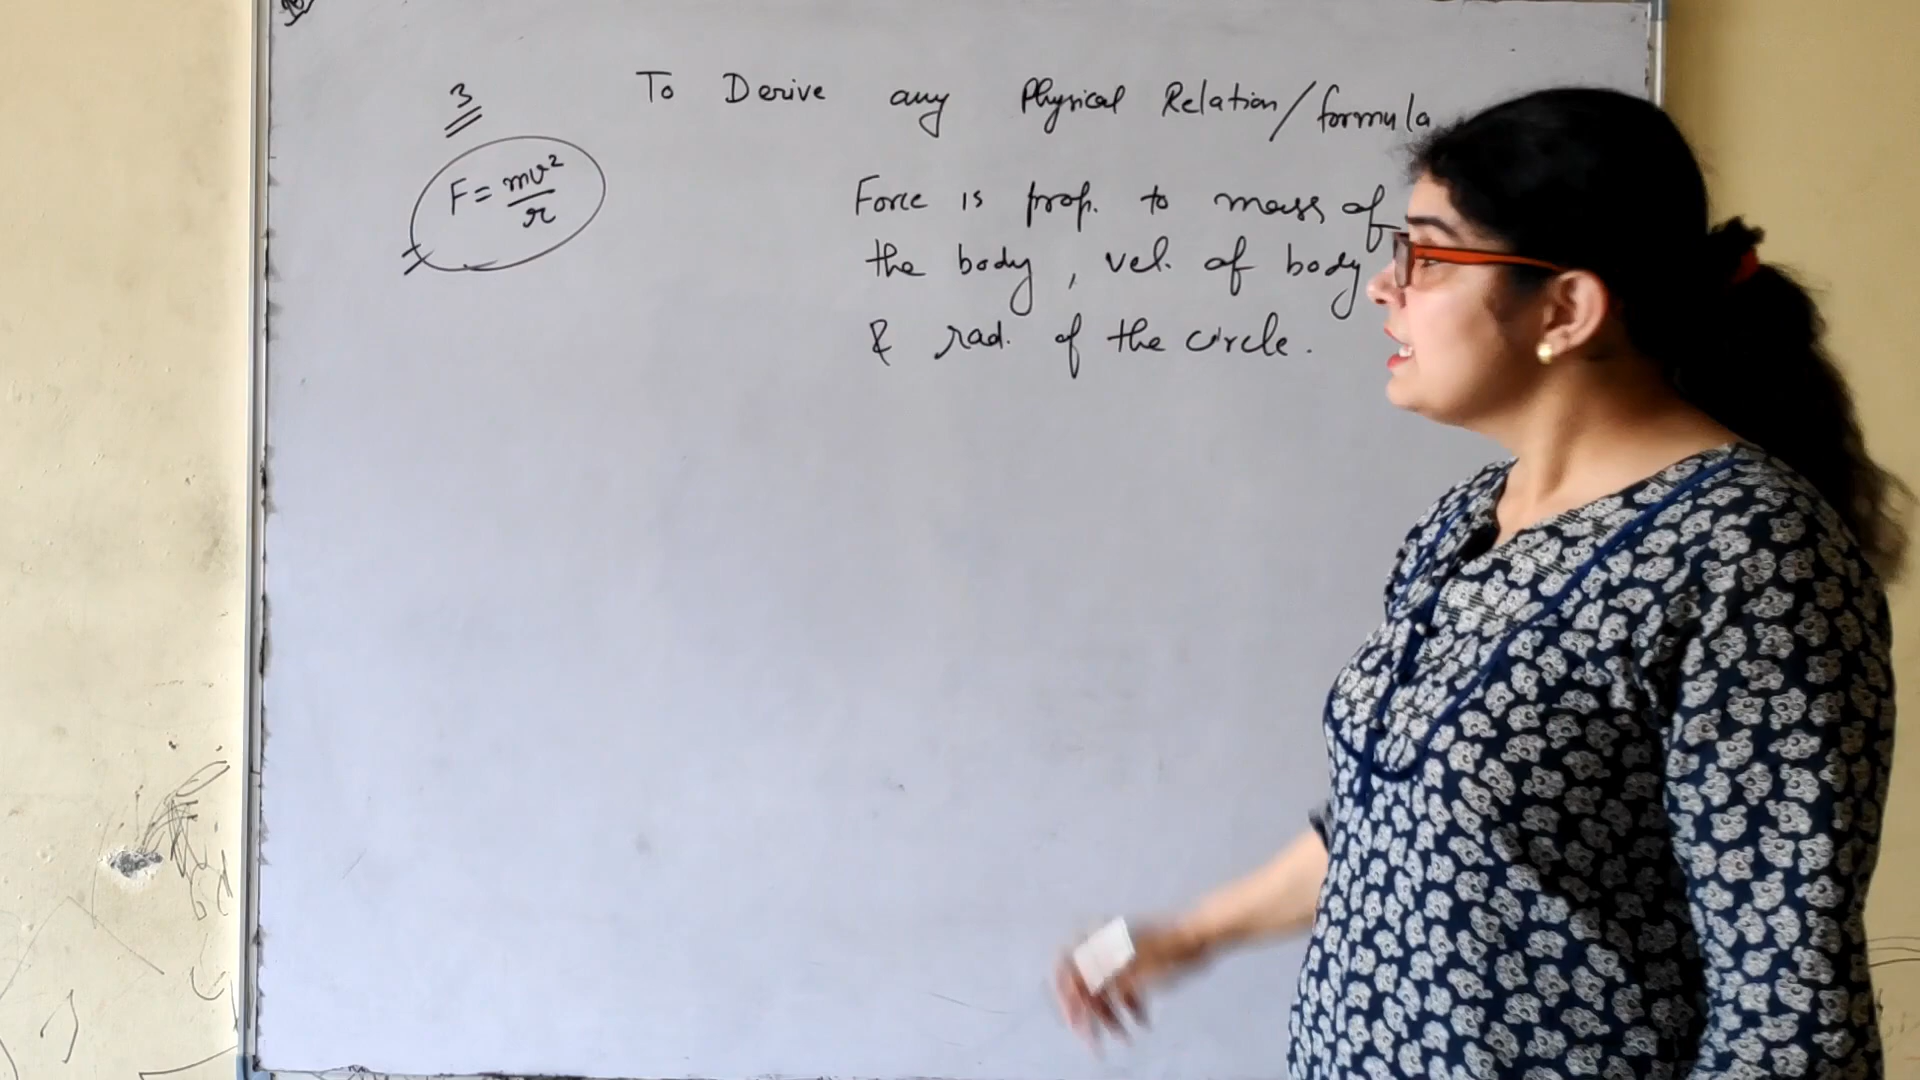 3
To Derive any Physical Relation/formula
F = mv²/r
Force is prop. to mass of
the body, vel. of body
& rad. of the circle.